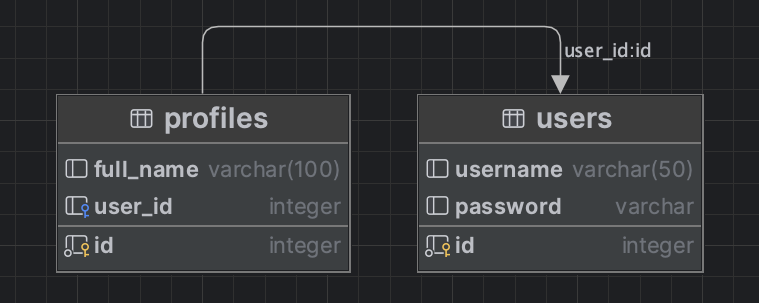 user_id:id
profiles
full_name varchar(100)
user_id integer
id integer
users
username varchar(50)
password varchar
id integer